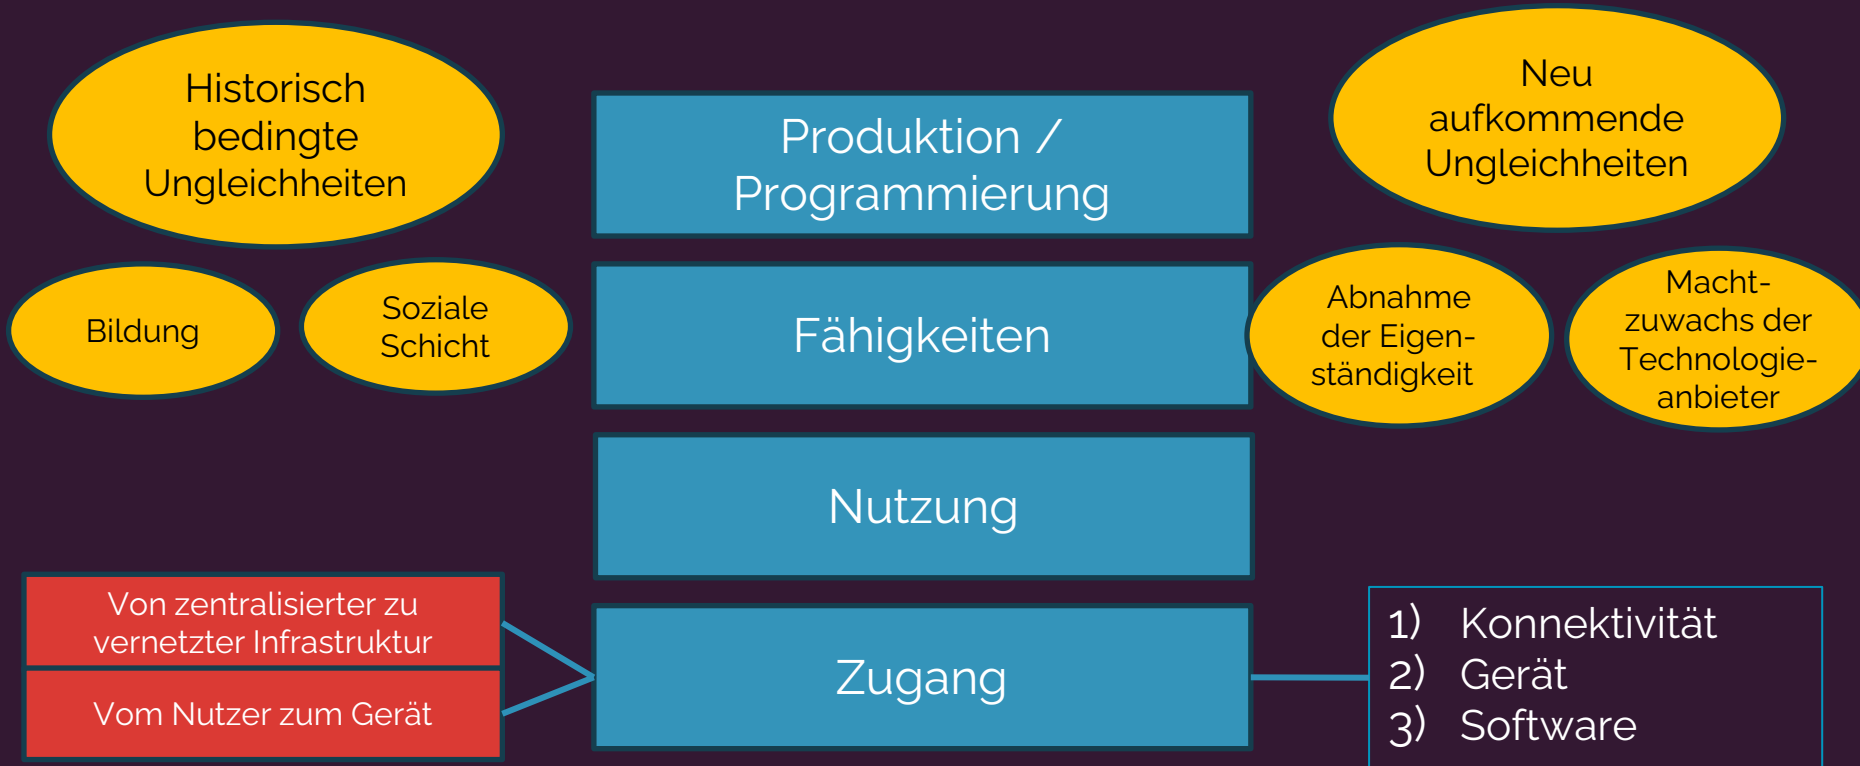 Historisch
bedingte
Ungleichheiten
Bildung
Soziale
Schicht
Produktion /
Programmierung
Fähigkeiten
Nutzung
Zugang
Neu
aufkommende
Ungleichheiten
Abnahme
der Eigen-
ständigkeit
Macht-
zuwachs der
Technologie-
anbieter
Von zentralisierter zu
vernetzter Infrastruktur
Vom Nutzer zum Gerät
1) Konnektivität
2) Gerät
3) Software